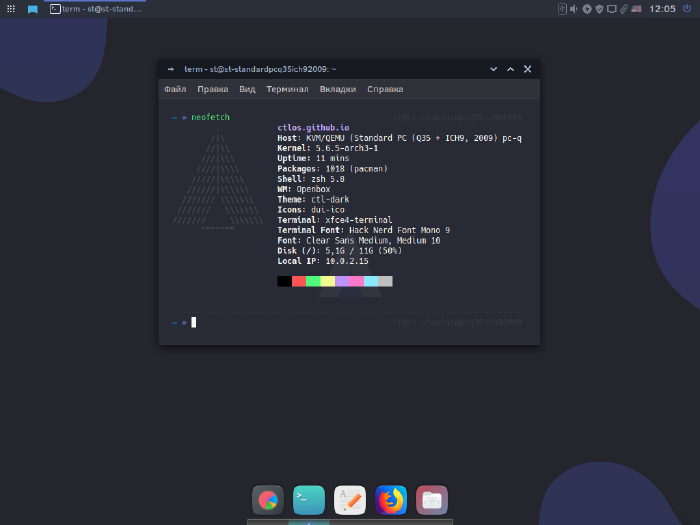 term - st@st-stand...
12:05
term - st@st-standardpcq35ich92009: ~
Файл Правка Вид Терминал Вкладки Справка
~ » neofetch st@st-standardpcq35ich92009
ctlos.github.io
Host: KVM/QEMU (Standard PC (Q35 + ICH9, 2009) pc-q
Kernel: 5.6.5-arch3-1
Uptime: 11 mins
Packages: 1018 (pacman)
Shell: zsh 5.8
WM: Openbox
Theme: ctl-dark
Icons: dui-ico
Terminal: xfce4-terminal
Terminal Font: Hack Nerd Font Mono 9
Font: Clear Sans Medium, Medium 10
Disk (/): 5,1G / 11G (50%)
Local IP: 10.0.2.15
~ » st@st-standardpcq35ich92009